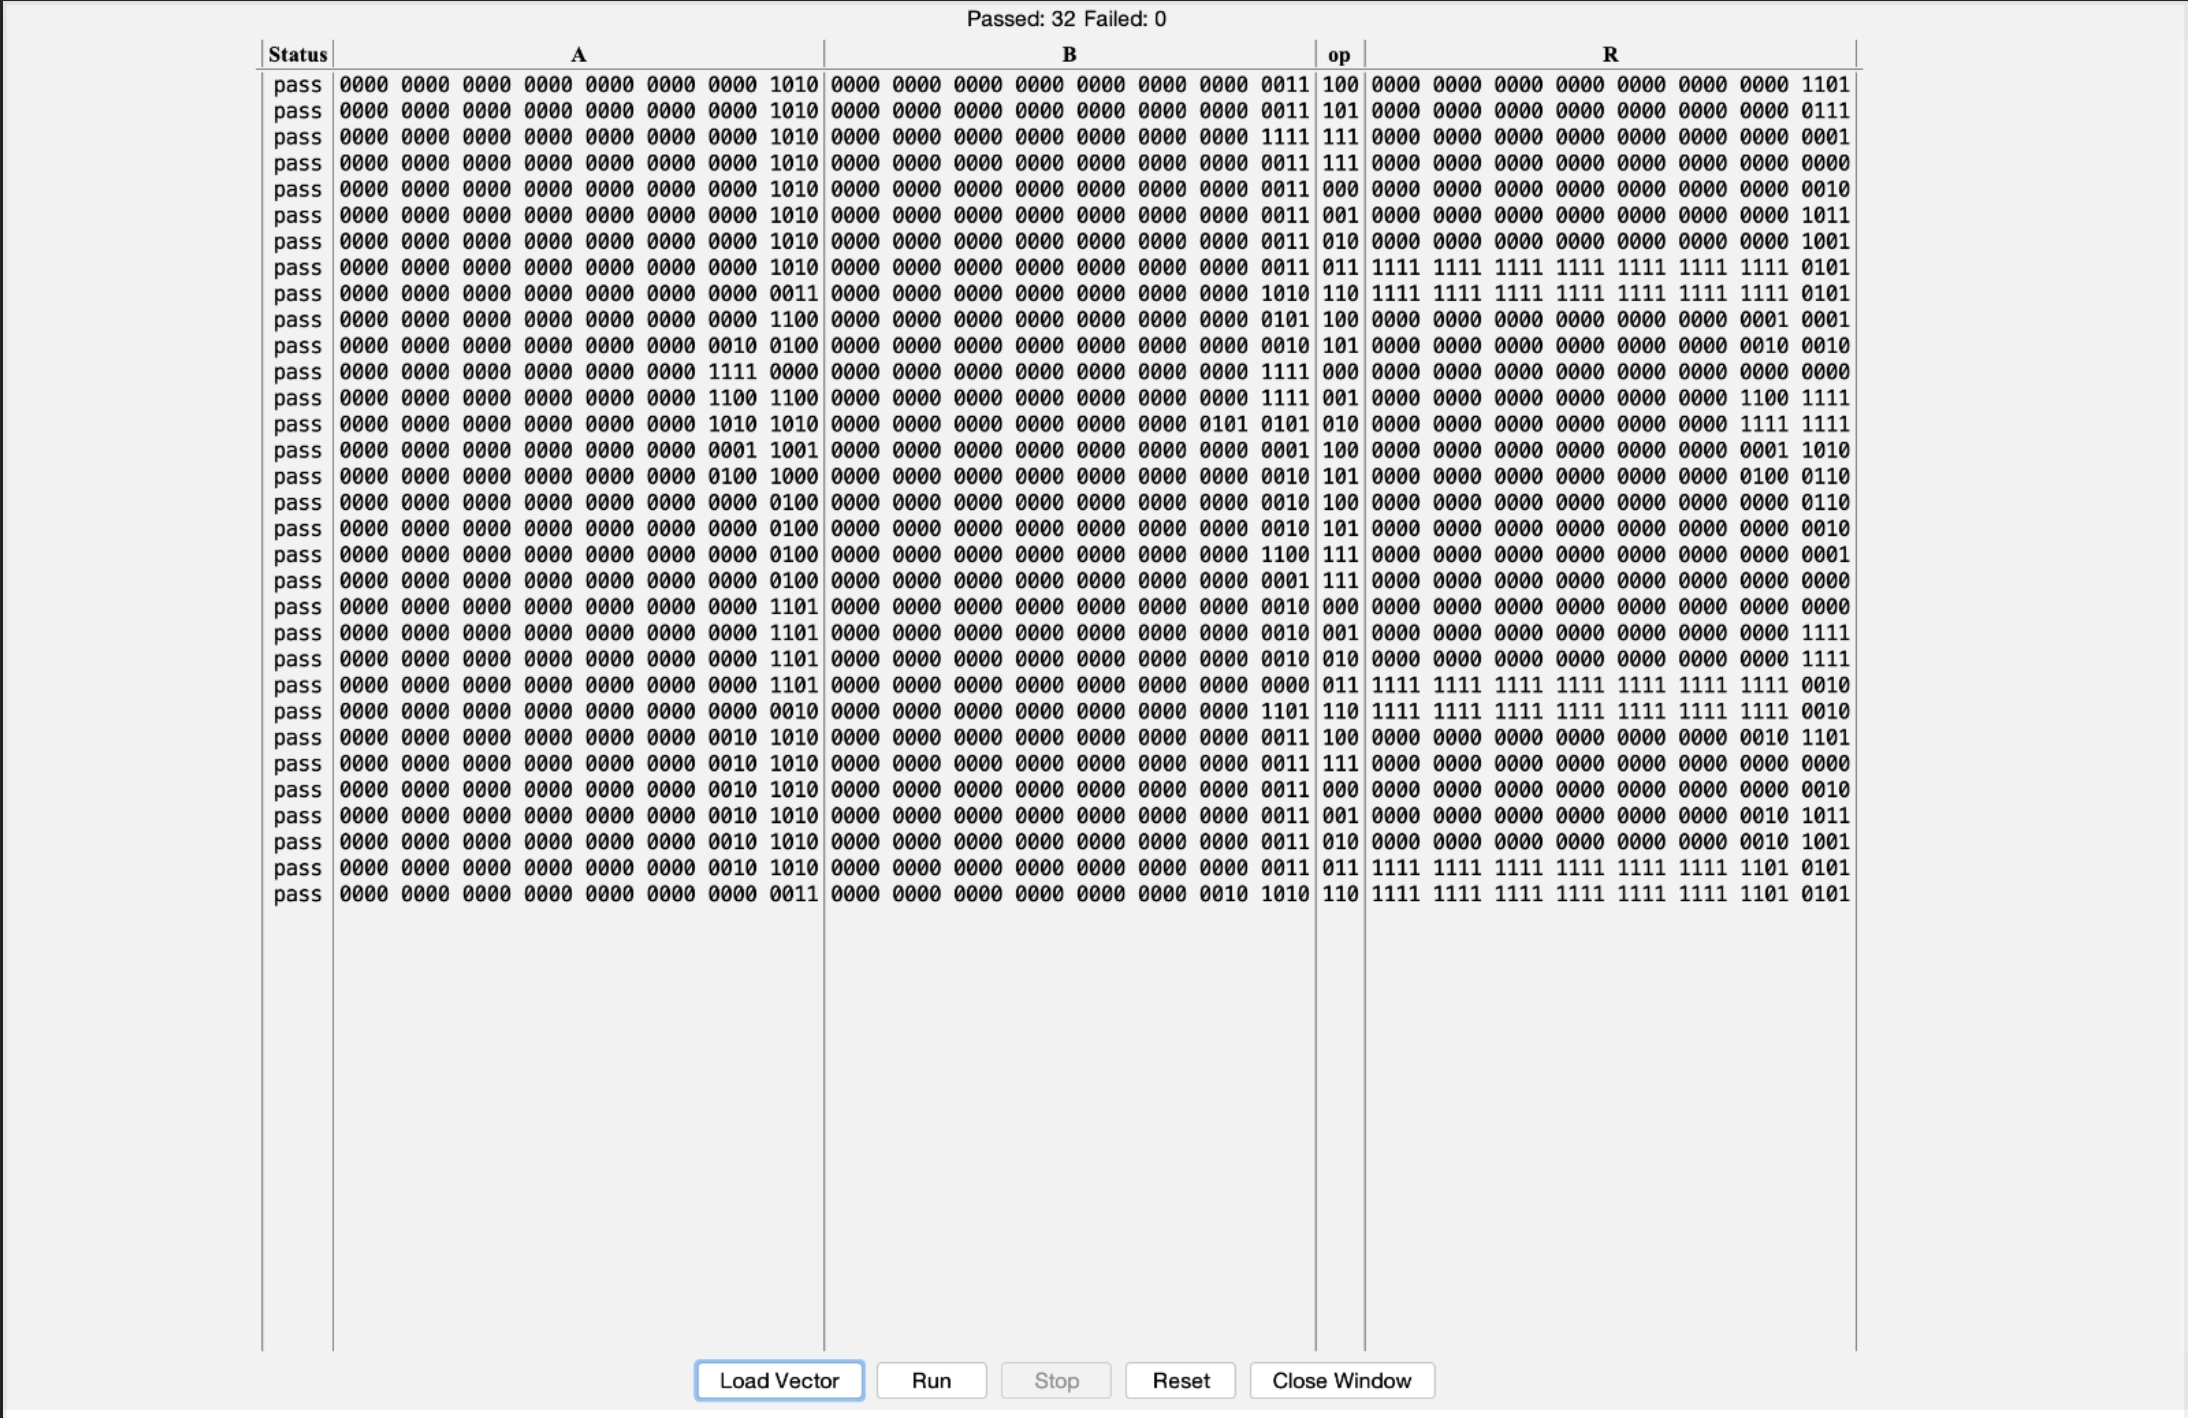 Passed: 32 Failed: 0
Status A B op R
pass 0000 0000 0000 0000 0000 0000 0000 1010 0000 0000 0000 0000 0000 0000 0000 0011 100 0000 0000 0000 0000 0000 0000 0000 1101
pass 0000 0000 0000 0000 0000 0000 0000 1010 0000 0000 0000 0000 0000 0000 0000 0011 101 0000 0000 0000 0000 0000 0000 0000 0111
pass 0000 0000 0000 0000 0000 0000 0000 1010 0000 0000 0000 0000 0000 0000 0000 1111 111 0000 0000 0000 0000 0000 0000 0000 0001
pass 0000 0000 0000 0000 0000 0000 0000 1010 0000 0000 0000 0000 0000 0000 0000 0011 111 0000 0000 0000 0000 0000 0000 0000 0000
pass 0000 0000 0000 0000 0000 0000 0000 1010 0000 0000 0000 0000 0000 0000 0000 0011 000 0000 0000 0000 0000 0000 0000 0000 0010
pass 0000 0000 0000 0000 0000 0000 0000 1010 0000 0000 0000 0000 0000 0000 0000 0011 001 0000 0000 0000 0000 0000 0000 0000 1011
pass 0000 0000 0000 0000 0000 0000 0000 1010 0000 0000 0000 0000 0000 0000 0000 0011 010 0000 0000 0000 0000 0000 0000 0000 1001
pass 0000 0000 0000 0000 0000 0000 0000 1010 0000 0000 0000 0000 0000 0000 0000 0011 011 1111 1111 1111 1111 1111 1111 1111 0101
pass 0000 0000 0000 0000 0000 0000 0000 0011 0000 0000 0000 0000 0000 0000 0000 1010 110 1111 1111 1111 1111 1111 1111 1111 0101
pass 0000 0000 0000 0000 0000 0000 0000 1100 0000 0000 0000 0000 0000 0000 0000 0101 100 0000 0000 0000 0000 0000 0000 0001 0001
pass 0000 0000 0000 0000 0000 0000 0010 0100 0000 0000 0000 0000 0000 0000 0000 0010 101 0000 0000 0000 0000 0000 0000 0010 0010
pass 0000 0000 0000 0000 0000 0000 1111 0000 0000 0000 0000 0000 0000 0000 0000 1111 000 0000 0000 0000 0000 0000 0000 0000 0000
pass 0000 0000 0000 0000 0000 0000 1100 1100 0000 0000 0000 0000 0000 0000 0000 1111 001 0000 0000 0000 0000 0000 0000 1100 1111
pass 0000 0000 0000 0000 0000 0000 1010 1010 0000 0000 0000 0000 0000 0000 0101 0101 010 0000 0000 0000 0000 0000 0000 1111 1111
pass 0000 0000 0000 0000 0000 0000 0001 1001 0000 0000 0000 0000 0000 0000 0000 0001 100 0000 0000 0000 0000 0000 0000 0001 1010
pass 0000 0000 0000 0000 0000 0000 0100 1000 0000 0000 0000 0000 0000 0000 0000 0010 101 0000 0000 0000 0000 0000 0000 0100 0110
pass 0000 0000 0000 0000 0000 0000 0000 0100 0000 0000 0000 0000 0000 0000 0000 0010 100 0000 0000 0000 0000 0000 0000 0000 0110
pass 0000 0000 0000 0000 0000 0000 0000 0100 0000 0000 0000 0000 0000 0000 0000 0010 101 0000 0000 0000 0000 0000 0000 0000 0010
pass 0000 0000 0000 0000 0000 0000 0000 0100 0000 0000 0000 0000 0000 0000 0000 1100 111 0000 0000 0000 0000 0000 0000 0000 0001
pass 0000 0000 0000 0000 0000 0000 0000 0100 0000 0000 0000 0000 0000 0000 0000 0001 111 0000 0000 0000 0000 0000 0000 0000 0000
pass 0000 0000 0000 0000 0000 0000 0000 1101 0000 0000 0000 0000 0000 0000 0000 0010 000 0000 0000 0000 0000 0000 0000 0000 0000
pass 0000 0000 0000 0000 0000 0000 0000 1101 0000 0000 0000 0000 0000 0000 0000 0010 001 0000 0000 0000 0000 0000 0000 0000 1111
pass 0000 0000 0000 0000 0000 0000 0000 1101 0000 0000 0000 0000 0000 0000 0000 0010 010 0000 0000 0000 0000 0000 0000 0000 1111
pass 0000 0000 0000 0000 0000 0000 0000 1101 0000 0000 0000 0000 0000 0000 0000 0000 011 1111 1111 1111 1111 1111 1111 1111 0010
pass 0000 0000 0000 0000 0000 0000 0000 0010 0000 0000 0000 0000 0000 0000 0000 1101 110 1111 1111 1111 1111 1111 1111 1111 0010
pass 0000 0000 0000 0000 0000 0000 0010 1010 0000 0000 0000 0000 0000 0000 0000 0011 100 0000 0000 0000 0000 0000 0000 0010 1101
pass 0000 0000 0000 0000 0000 0000 0010 1010 0000 0000 0000 0000 0000 0000 0000 0011 111 0000 0000 0000 0000 0000 0000 0000 0000
pass 0000 0000 0000 0000 0000 0000 0010 1010 0000 0000 0000 0000 0000 0000 0000 0011 000 0000 0000 0000 0000 0000 0000 0000 0010
pass 0000 0000 0000 0000 0000 0000 0010 1010 0000 0000 0000 0000 0000 0000 0000 0011 001 0000 0000 0000 0000 0000 0000 0010 1011
pass 0000 0000 0000 0000 0000 0000 0010 1010 0000 0000 0000 0000 0000 0000 0000 0011 010 0000 0000 0000 0000 0000 0000 0010 1001
pass 0000 0000 0000 0000 0000 0000 0010 1010 0000 0000 0000 0000 0000 0000 0000 0011 011 1111 1111 1111 1111 1111 1111 1101 0101
pass 0000 0000 0000 0000 0000 0000 0000 0011 0000 0000 0000 0000 0000 0000 0010 1010 110 1111 1111 1111 1111 1111 1111 1101 0101
Load Vector Run Stop Reset Close Window